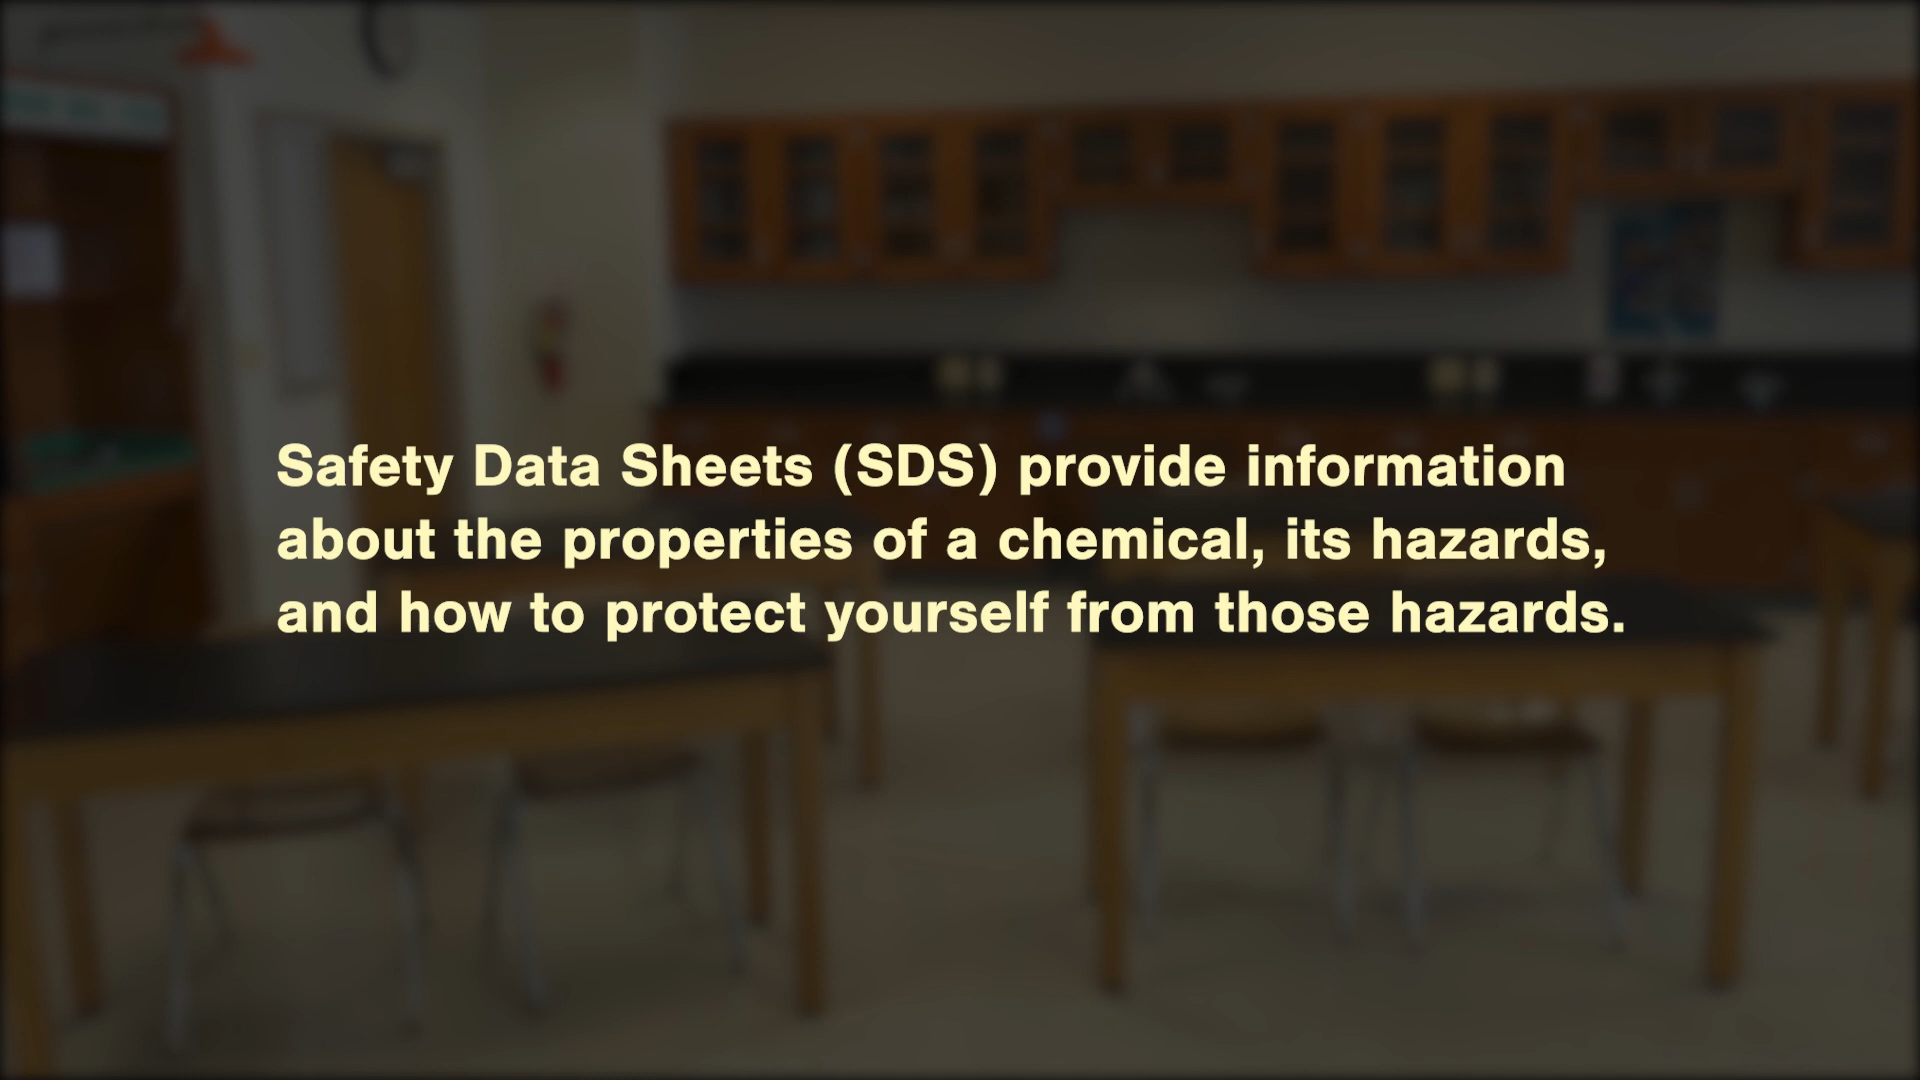 Safety Data Sheets (SDS) provide information
about the properties of a chemical, its hazards,
and how to protect yourself from those hazards.